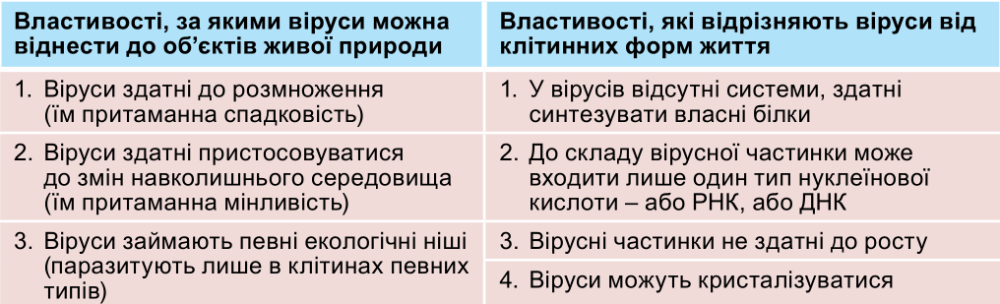 Властивості, за якими віруси можна
віднести до об’єктів живої природи
Властивості, які відрізняють віруси від
клітинних форм життя
1. Віруси здатні до розмноження
(їм притаманна спадковість)
1. У вірусів відсутні системи, здатні
синтезувати власні білки
2. Віруси здатні пристосовуватися
до змін навколишнього середовища
(їм притаманна мінливість)
2. До складу вірусної частинки може
входити лише один тип нуклеїнової
кислоти – або РНК, або ДНК
3. Віруси займають певні екологічні ніші
(паразитують лише в клітинах певних
типів)
3. Вірусні частинки не здатні до росту
4. Віруси можуть кристалізуватися